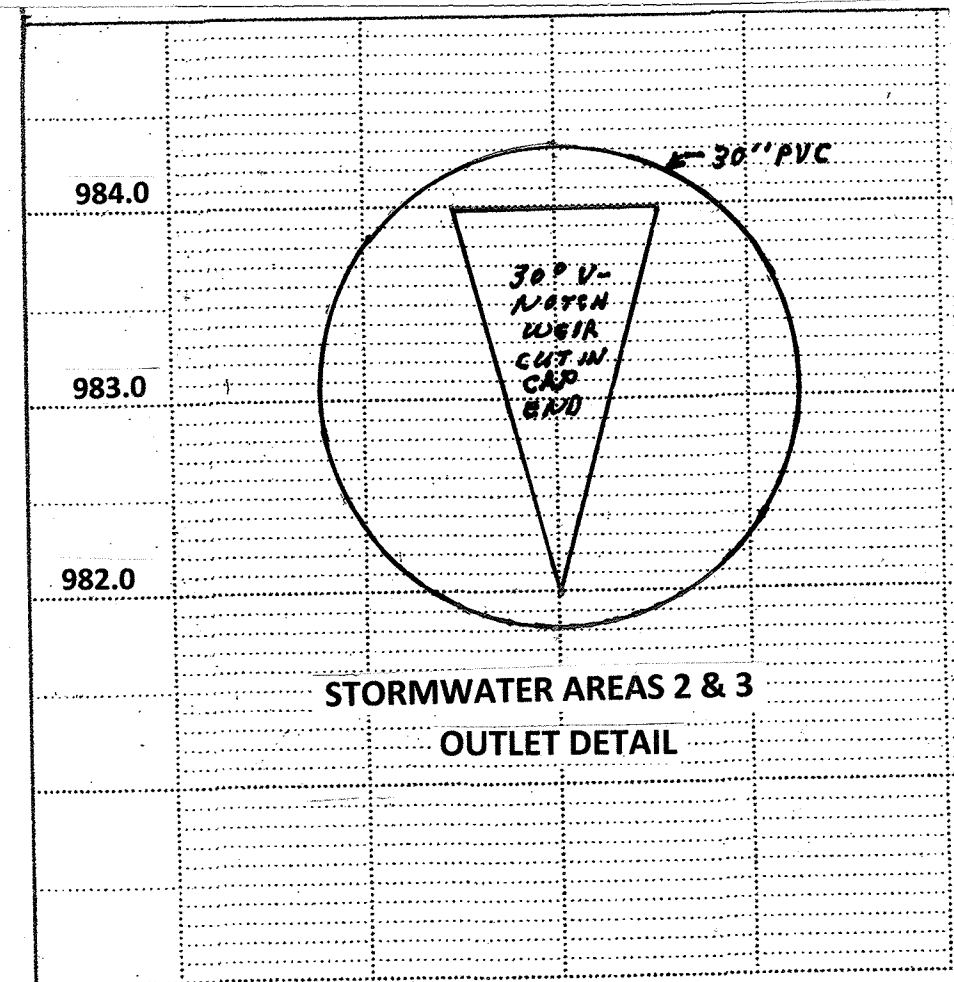 984.0
30" PVC
30° V-
NOTCH
WEIR
CUT IN
CAP
END
983.0
982.0
STORMWATER AREAS 2 & 3
OUTLET DETAIL